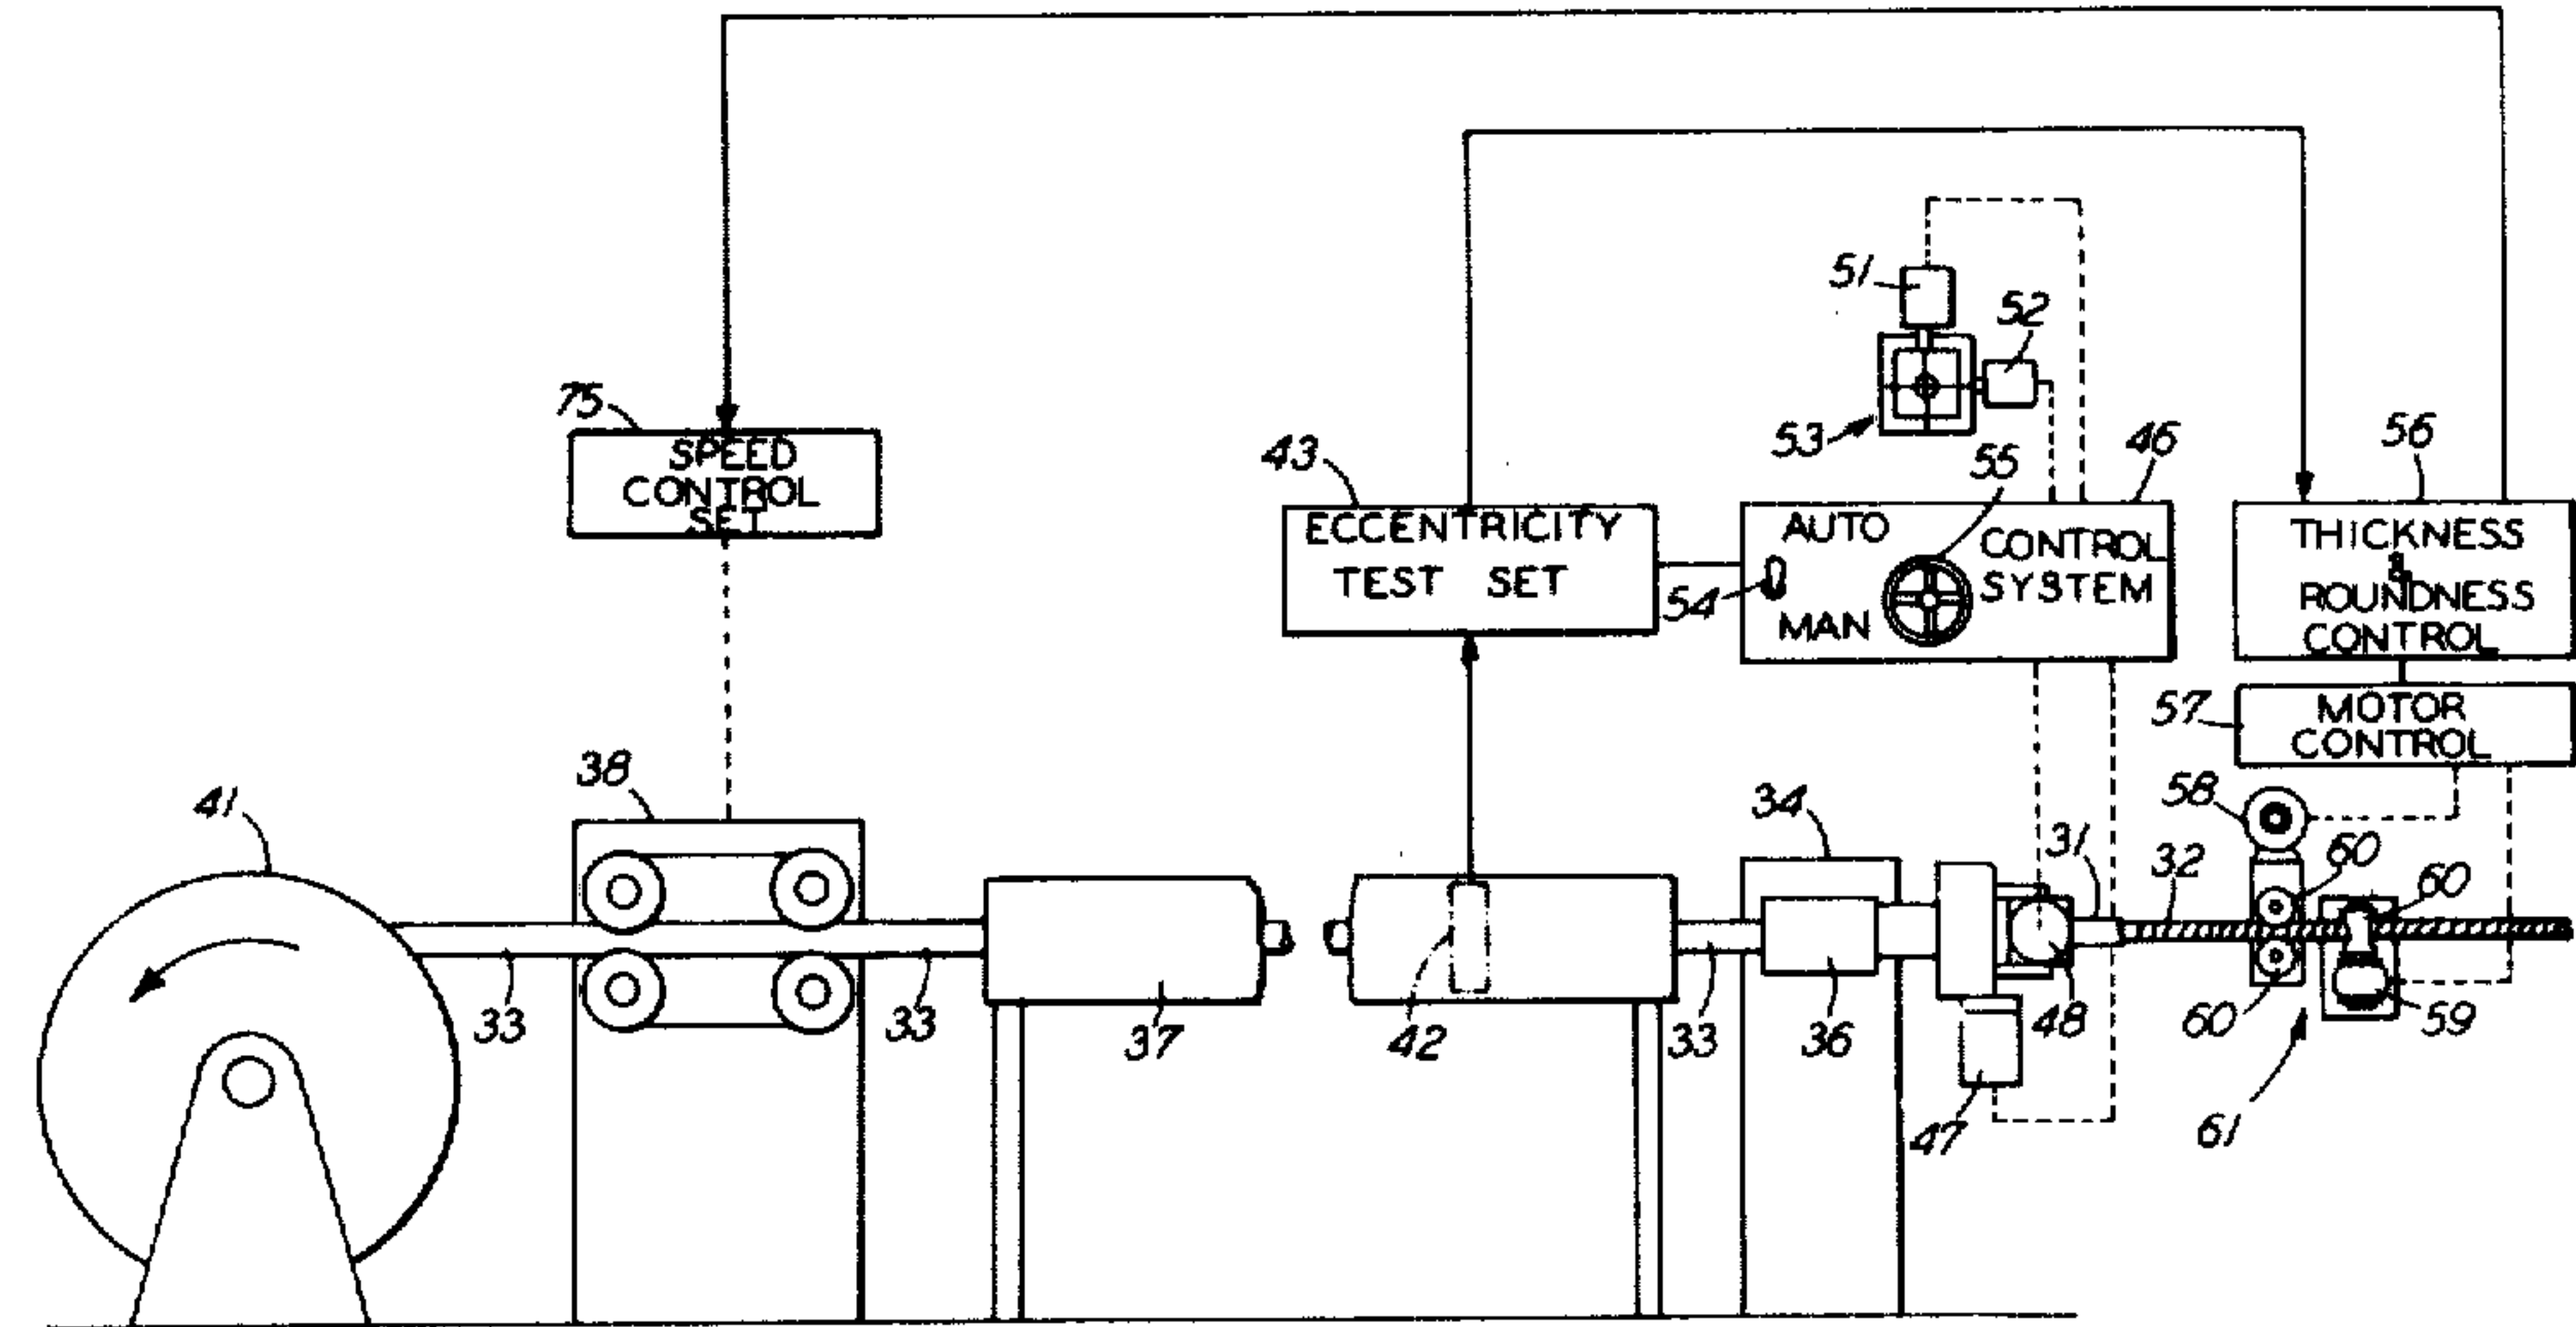 51
52
53
75
SPEED
CONTROL
SET
43
ECCENTRICITY
TEST SET
54
55
46
AUTO
MAN
CONTROL
SYSTEM
56
THICKNESS
&
ROUNDNESS
CONTROL
57
MOTOR
CONTROL
41
38
34
31
32
58
60
60
33
33
37
42
33
36
48
60
59
47
61